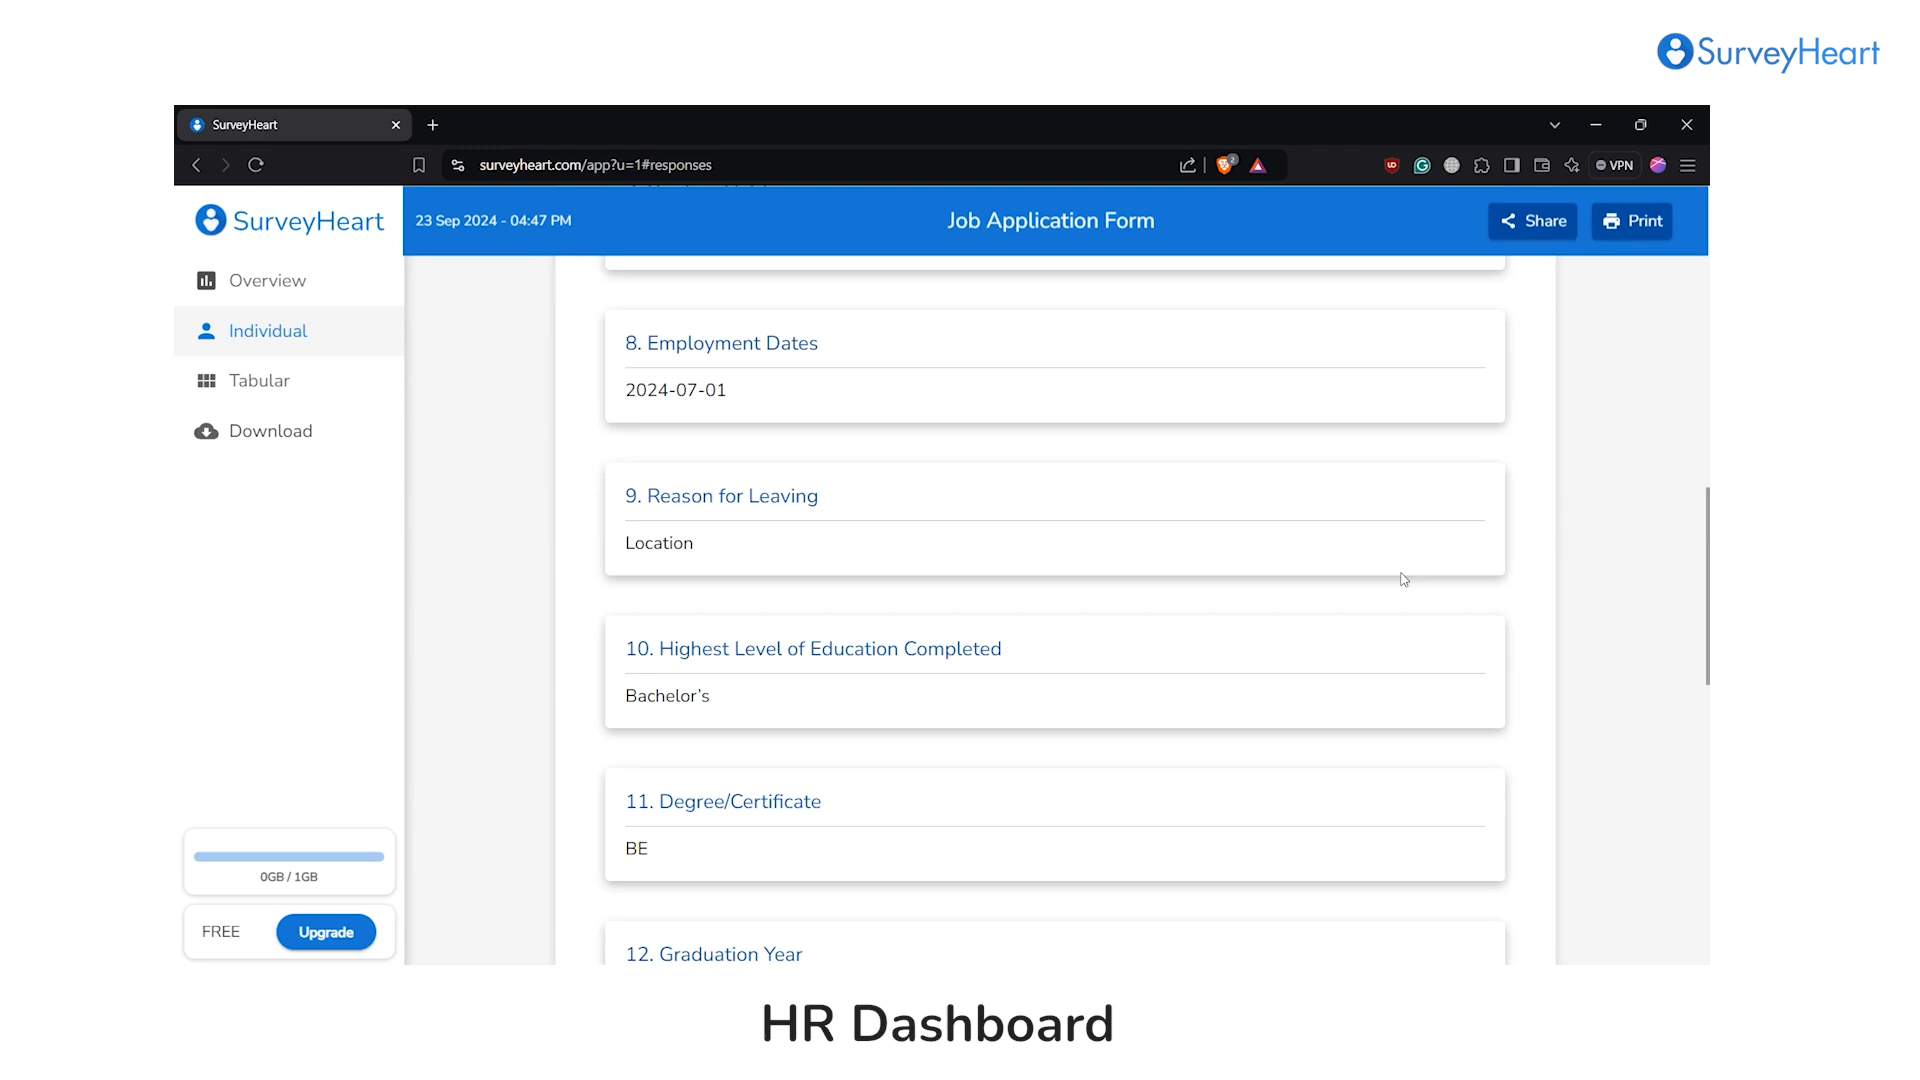 SurveyHeart
SurveyHeart
surveyheart.com/app?u=1#responses
2
UD
VPN
SurveyHeart
23 Sep 2024 - 04:47 PM
Job Application Form
Share
Print
Overview
Individual
Tabular
Download
8. Employment Dates
2024-07-01
9. Reason for Leaving
Location
10. Highest Level of Education Completed
Bachelor’s
11. Degree/Certificate
BE
12. Graduation Year
0GB / 1GB
FREE
Upgrade
HR Dashboard